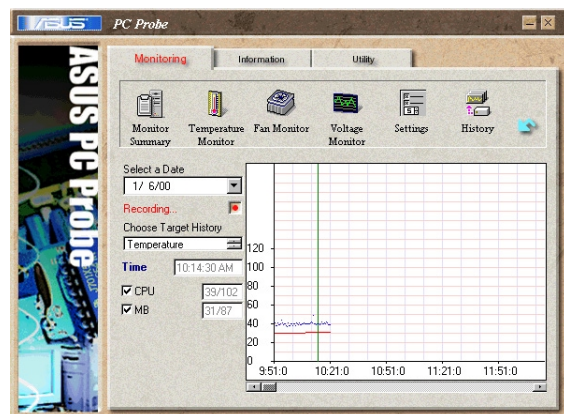 ASUS PC Probe
Monitoring Information Utility
Monitor Summary
Temperature Monitor
Fan Monitor
Voltage Monitor
Settings
History
ASUS PC Probe
Select a Date
1/ 6/00
Recording...
Choose Target History
Temperature
Time 10:14:30 AM
CPU 39/102
MB 31/87
120
100
80
60
40
20
0
9:51:0 10:21:0 10:51:0 11:21:0 11:51:0